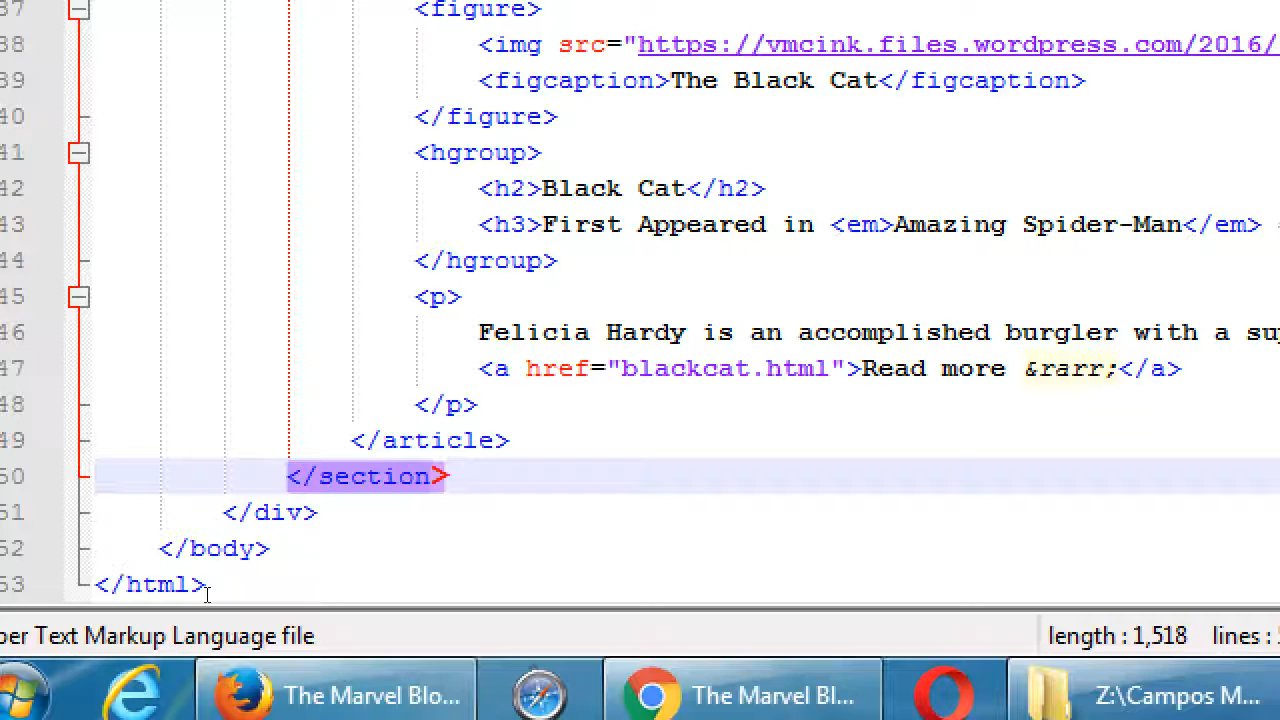 37 <figure>
38 <img src="https://vmcink.files.wordpress.com/2016/
39 <figcaption>The Black Cat</figcaption>
40 </figure>
41 <hgroup>
42 <h2>Black Cat</h2>
43 <h3>First Appeared in <em>Amazing Spider-Man</em>
44 </hgroup>
45 <p>
46 Felicia Hardy is an accomplished burgler with a su
47 <a href="blackcat.html">Read more &rarr;</a>
48 </p>
49 </article>
50 </section>
51 </div>
52 </body>
53 </html>
per Text Markup Language file length : 1,518 lines :
The Marvel Blo... The Marvel Bl... Z:\Campos M...